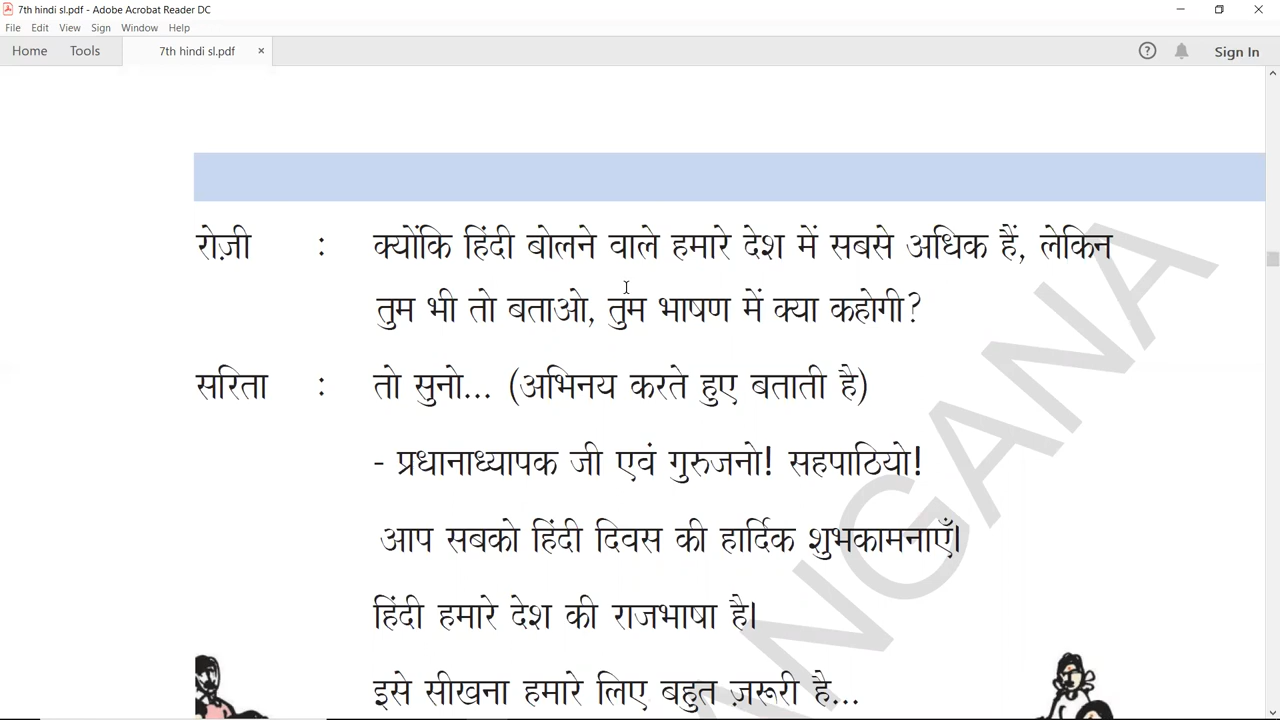 7th hindi sl.pdf - Adobe Acrobat Reader DC
File Edit View Sign Window Help
Home Tools 7th hindi sl.pdf × Sign In
रोज़ी : क्योंकि हिंदी बोलने वाले हमारे देश में सबसे अधिक हैं, लेकिन
तुम भी तो बताओ, तुम भाषण में क्या कहोगी?
सरिता : तो सुनो... (अभिनय करते हुए बताती है)
- प्रधानाध्यापक जी एवं गुरुजनो! सहपाठियो!
आप सबको हिंदी दिवस की हार्दिक शुभकामनाएँ।
हिंदी हमारे देश की राजभाषा है।
इसे सीखना हमारे लिए बहुत ज़रूरी है...
NGANA
GANA